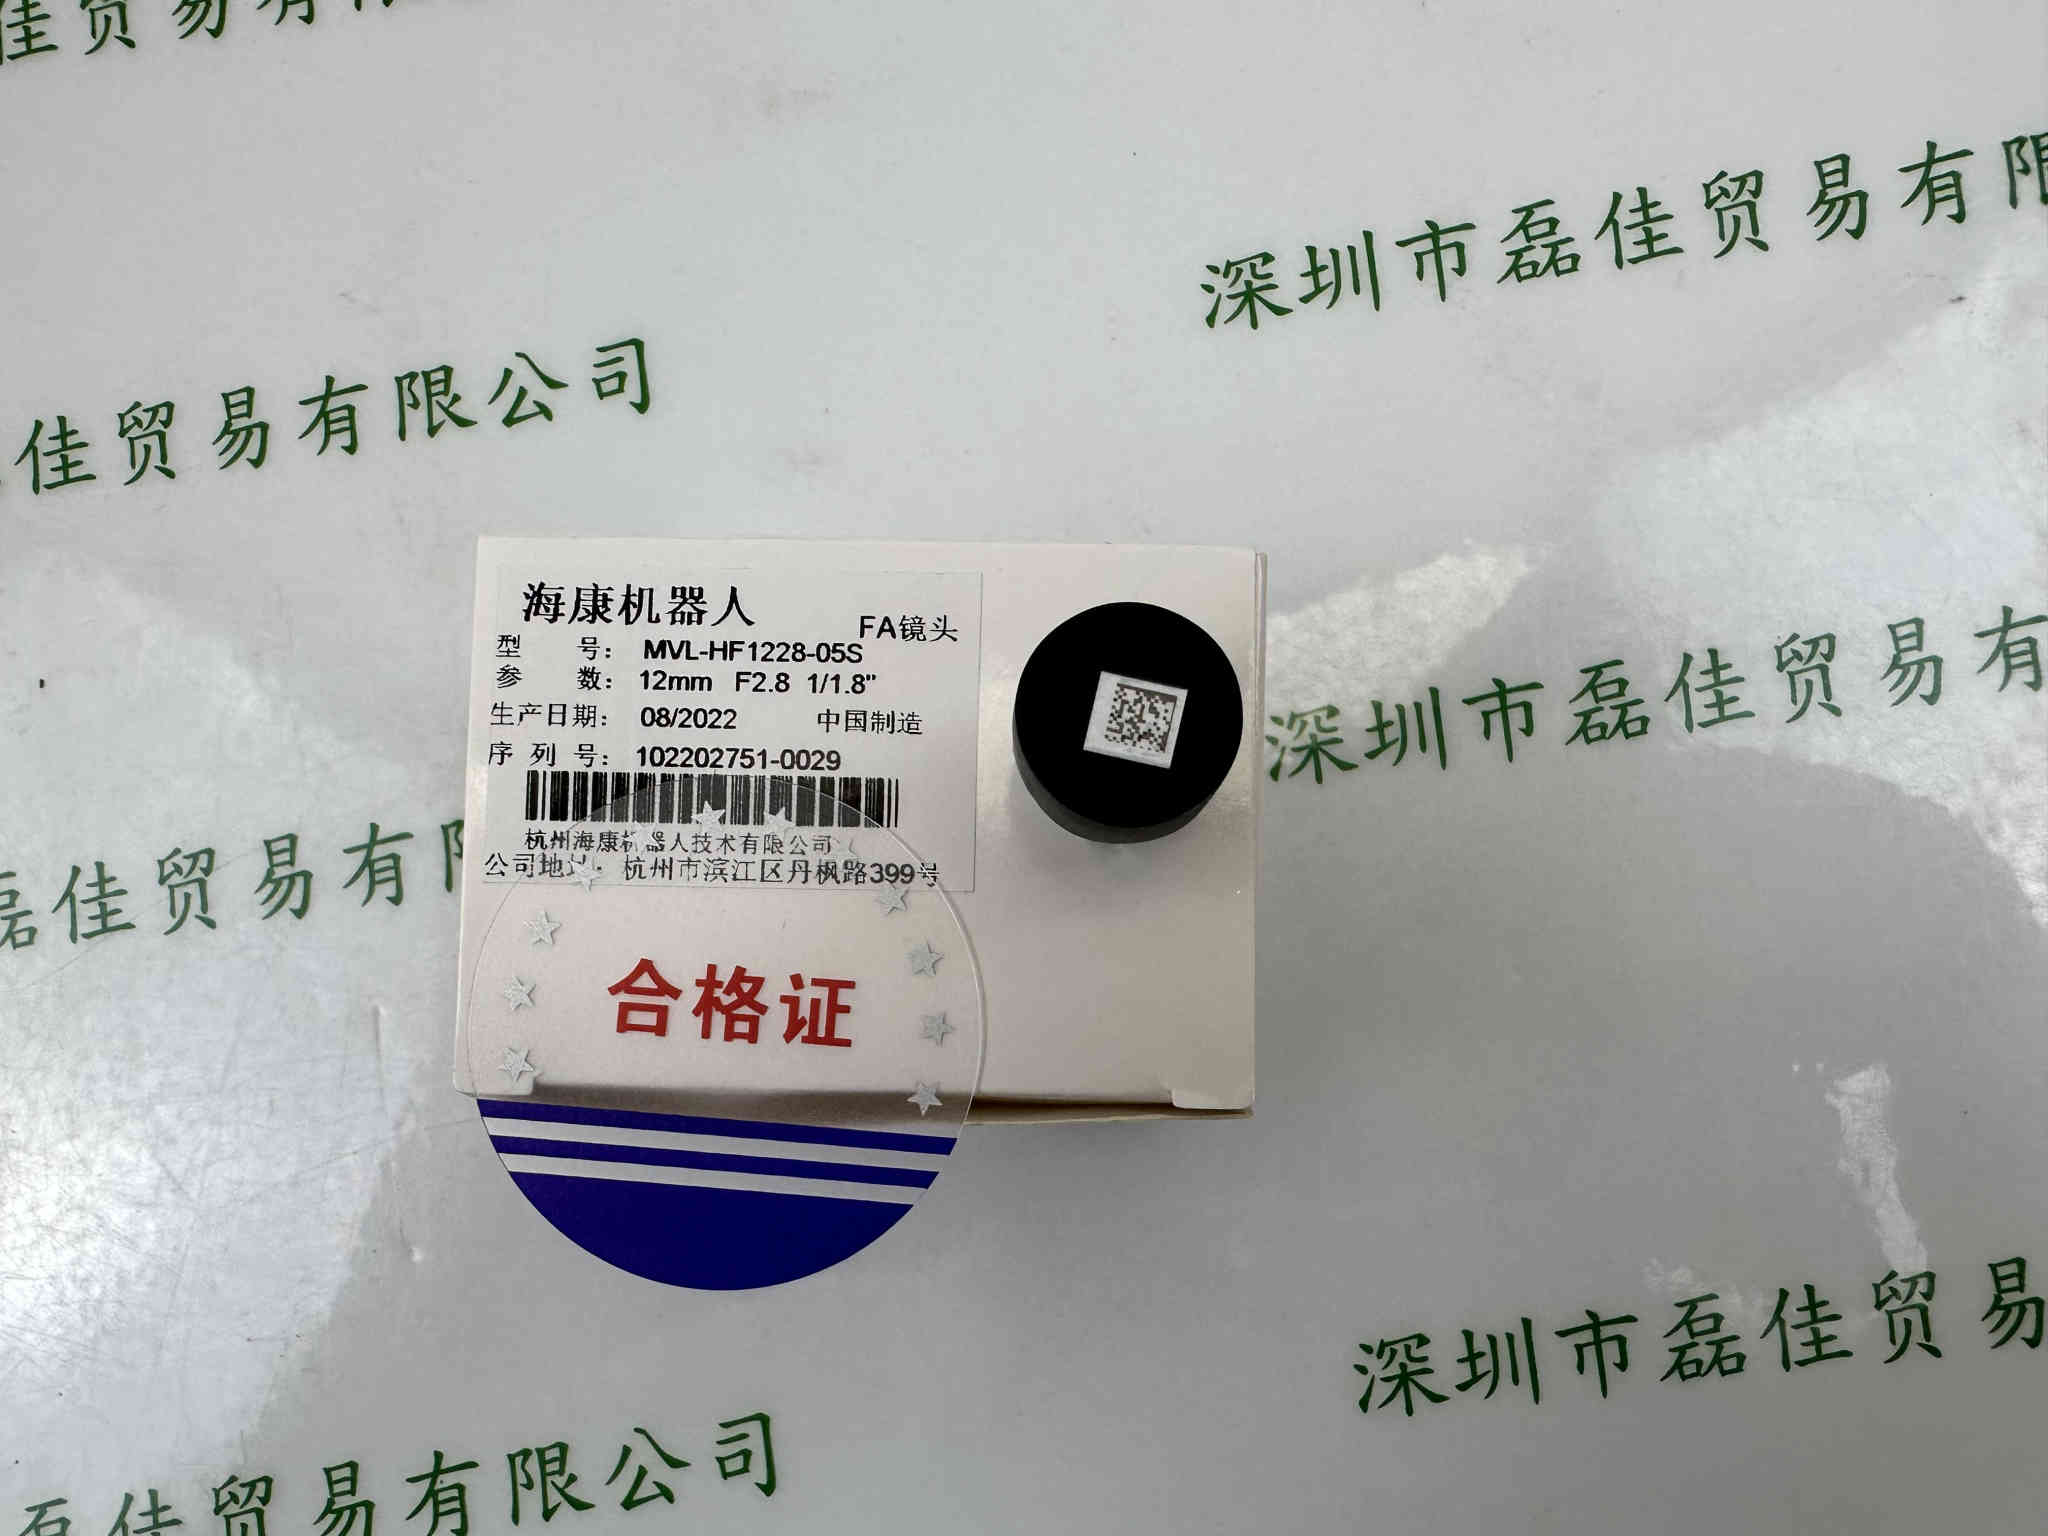 佳贸易有限
深圳市磊佳贸易有限
佳贸易有限公司
海康机器人
FA镜头
型 号： MVL-HF1228-05S
参 数： 12mm F2.8 1/1.8"
生产日期： 08/2022 中国制造
序 列 号： 102202751-0029
杭州海康机器人技术有限公司
公司地址：杭州市滨江区丹枫路399号
合格证
深圳市磊佳贸易有
磊佳贸易有限
深圳市磊佳贸易
磊佳贸易有限公司